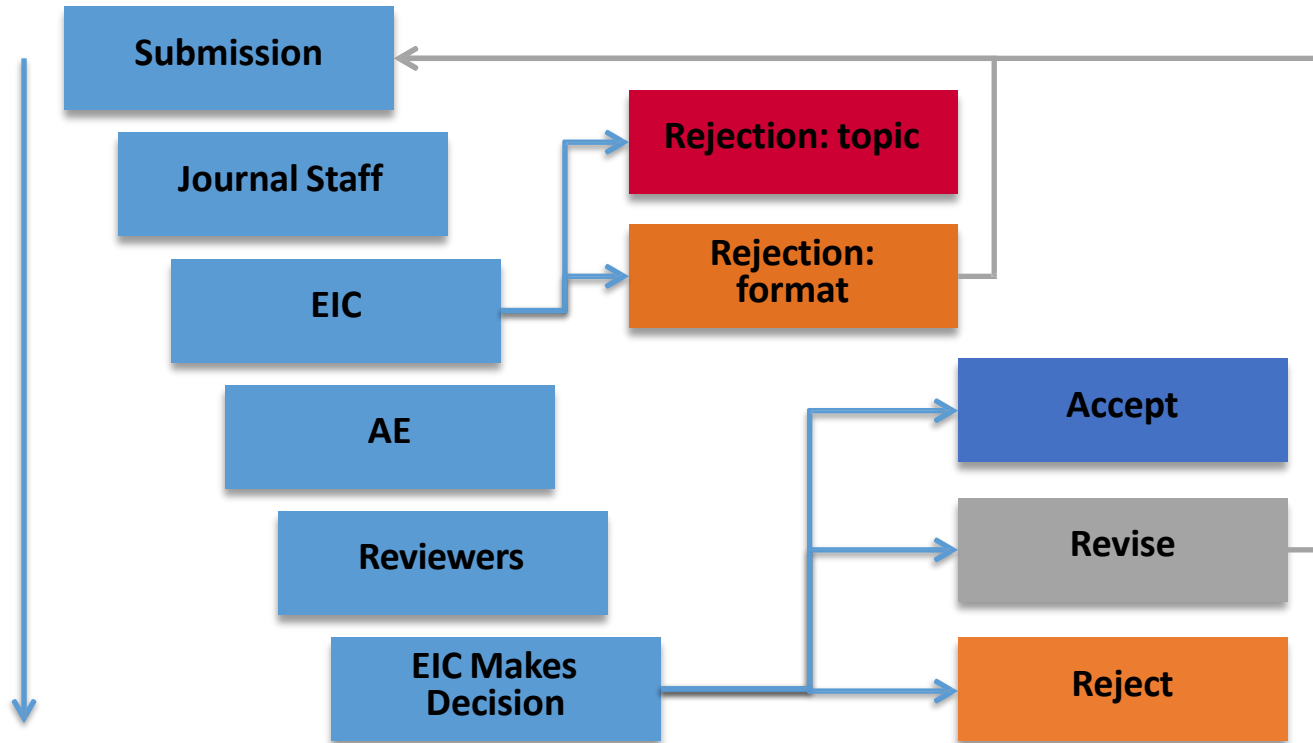 Submission
Journal Staff
EIC
AE
Reviewers
EIC Makes
Decision
Rejection: topic
Rejection:
format
Accept
Revise
Reject